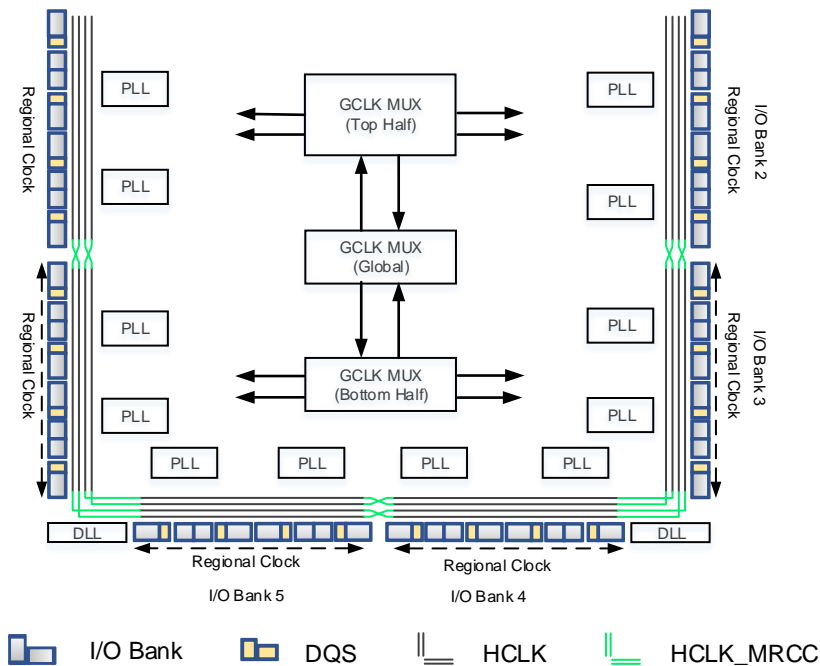 PLL
GCLK MUX
(Top Half)
PLL
Regional Clock
Regional Clock
I/O Bank 2
PLL
PLL
GCLK MUX
(Global)
PLL
PLL
Regional Clock
Regional Clock
I/O Bank 3
GCLK MUX
(Bottom Half)
PLL
PLL
PLL
PLL
PLL
PLL
DLL
DLL
Regional Clock
Regional Clock
I/O Bank 5
I/O Bank 4
I/O Bank
DQS
HCLK
HCLK_MRCC